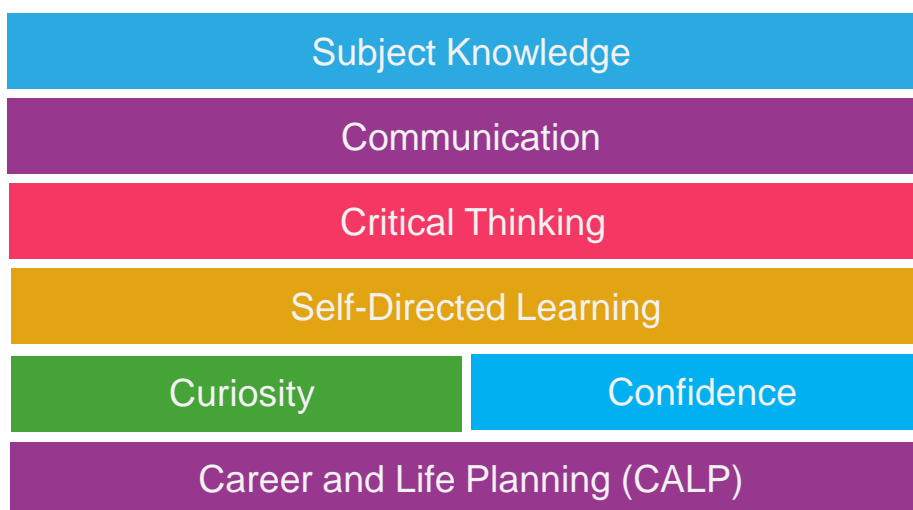 Subject Knowledge
Communication
Critical Thinking
Self-Directed Learning
Curiosity
Confidence
Career and Life Planning (CALP)